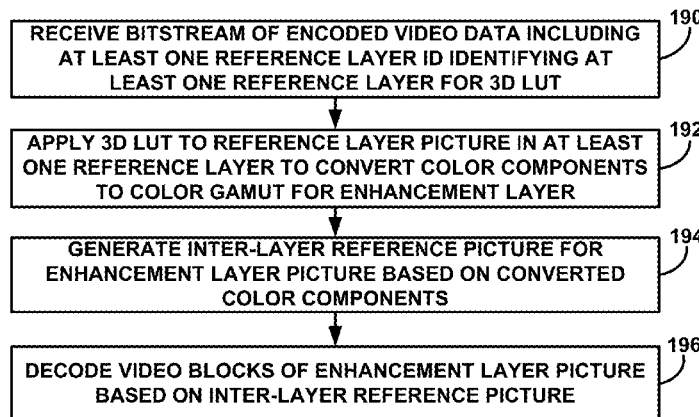 RECEIVE BITSTREAM OF ENCODED VIDEO DATA INCLUDING
AT LEAST ONE REFERENCE LAYER ID IDENTIFYING AT
LEAST ONE REFERENCE LAYER FOR 3D LUT
190
APPLY 3D LUT TO REFERENCE LAYER PICTURE IN AT LEAST
ONE REFERENCE LAYER TO CONVERT COLOR COMPONENTS
TO COLOR GAMUT FOR ENHANCEMENT LAYER
192
GENERATE INTER-LAYER REFERENCE PICTURE FOR
ENHANCEMENT LAYER PICTURE BASED ON CONVERTED
COLOR COMPONENTS
194
DECODE VIDEO BLOCKS OF ENHANCEMENT LAYER PICTURE
BASED ON INTER-LAYER REFERENCE PICTURE
196